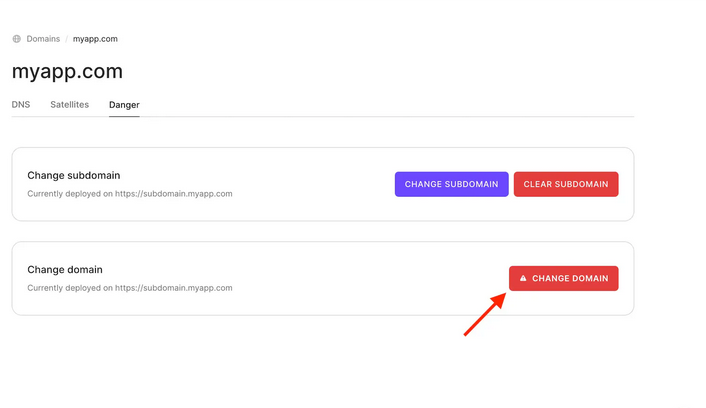 Domains / myapp.com
myapp.com
DNS Satellites Danger
Change subdomain
Currently deployed on https://subdomain.myapp.com
CHANGE SUBDOMAIN CLEAR SUBDOMAIN
Change domain
Currently deployed on https://subdomain.myapp.com
CHANGE DOMAIN